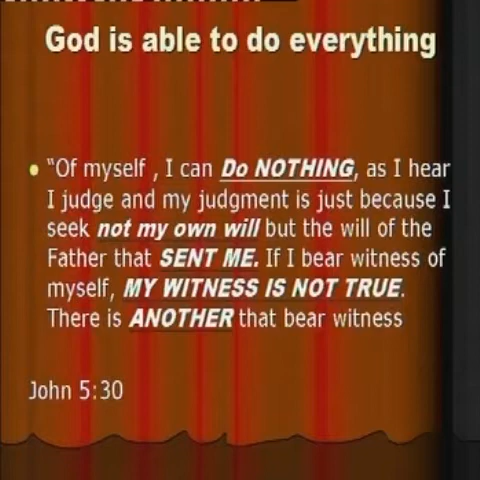 God is able to do everything
• "Of myself , I can Do NOTHING, as I hear
I judge and my judgment is just because I
seek not my own will but the will of the
Father that SENT ME. If I bear witness of
myself, MY WITNESS IS NOT TRUE.
There is ANOTHER that bear witness
John 5:30